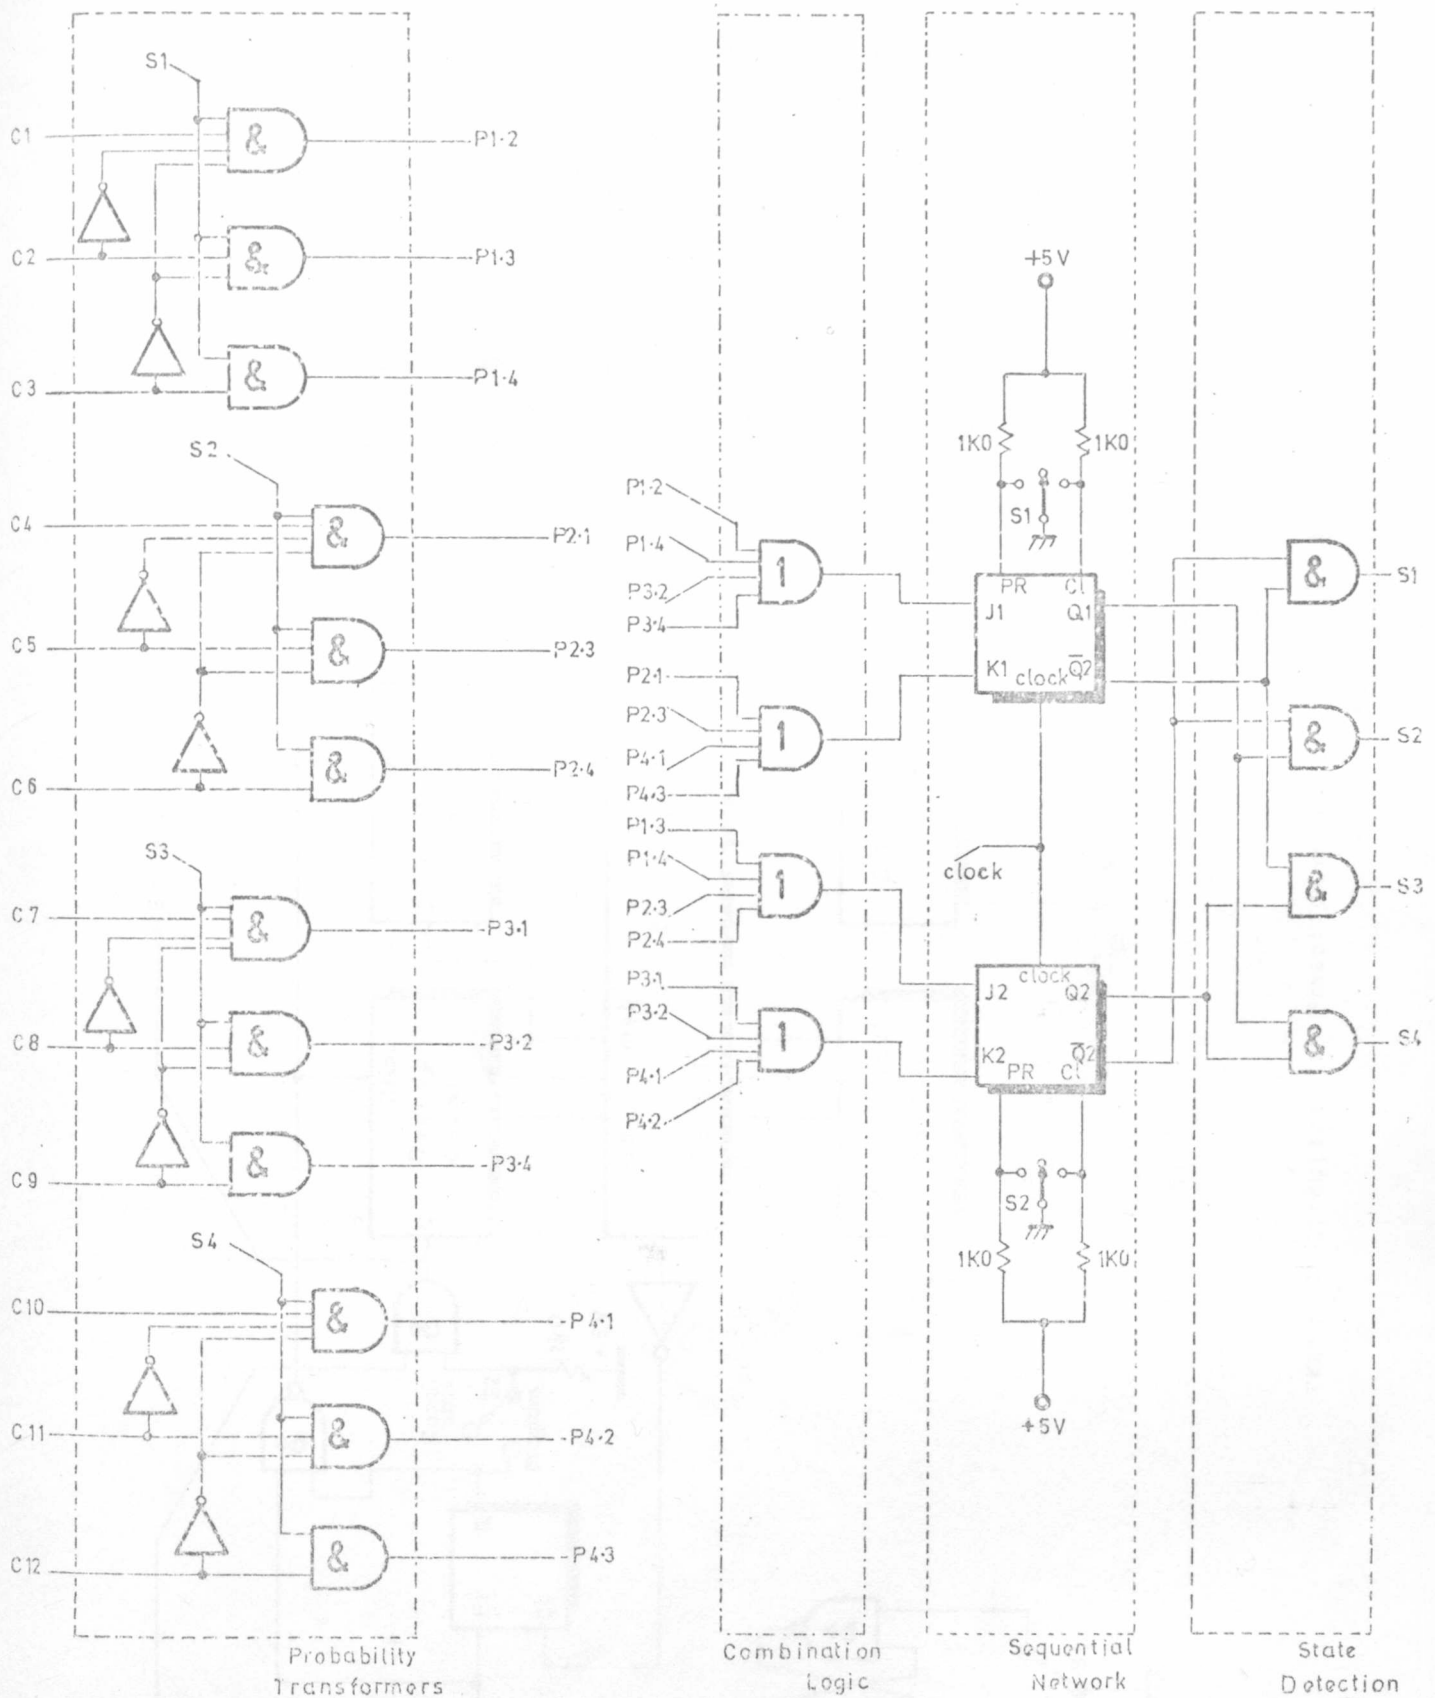 S1
C1
&
P1·2
C2
&
P1·3
C3
&
P1·4
S2
C4
&
P2·1
C5
&
P2·3
C6
&
P2·4
S3
C7
&
P3·1
C8
&
P3·2
C9
&
P3·4
S4
C10
&
P4·1
C11
&
P4·2
C12
&
P4·3
Probability
Transformers
P1·2
P1·4
P3·2
P3·4
1
P2·1
P2·3
P4·1
P4·3
1
P1·3
P1·4
P2·3
P2·4
1
P3·1
P3·2
P4·1
P4·2
1
Combination
Logic
+5V
1K0
1K0
S1
PR
Cl
J1
Q1
K1
clock
Q̅2
clock
clock
J2
Q2
K2
Q̅2
PR
Cl
S2
1K0
1K0
+5V
Sequential
Network
&
S1
&
S2
&
S3
&
S4
State
Detection